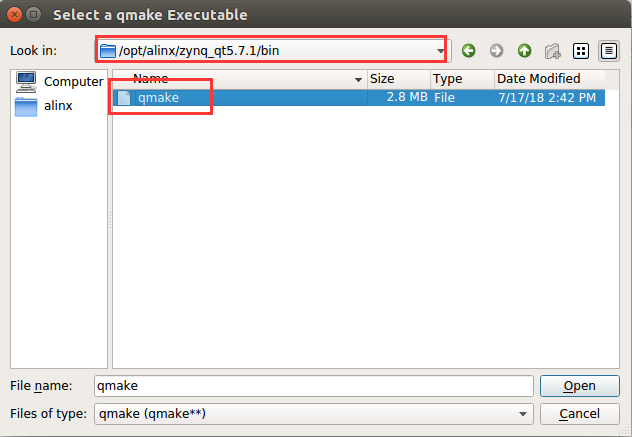 Select a qmake Executable
Look in: /opt/alinx/zynq_qt5.7.1/bin
Computer
alinx
Name Size Type Date Modified
qmake 2.8 MB File 7/17/18 2:42 PM
File name: qmake Open
Files of type: qmake (qmake**) Cancel